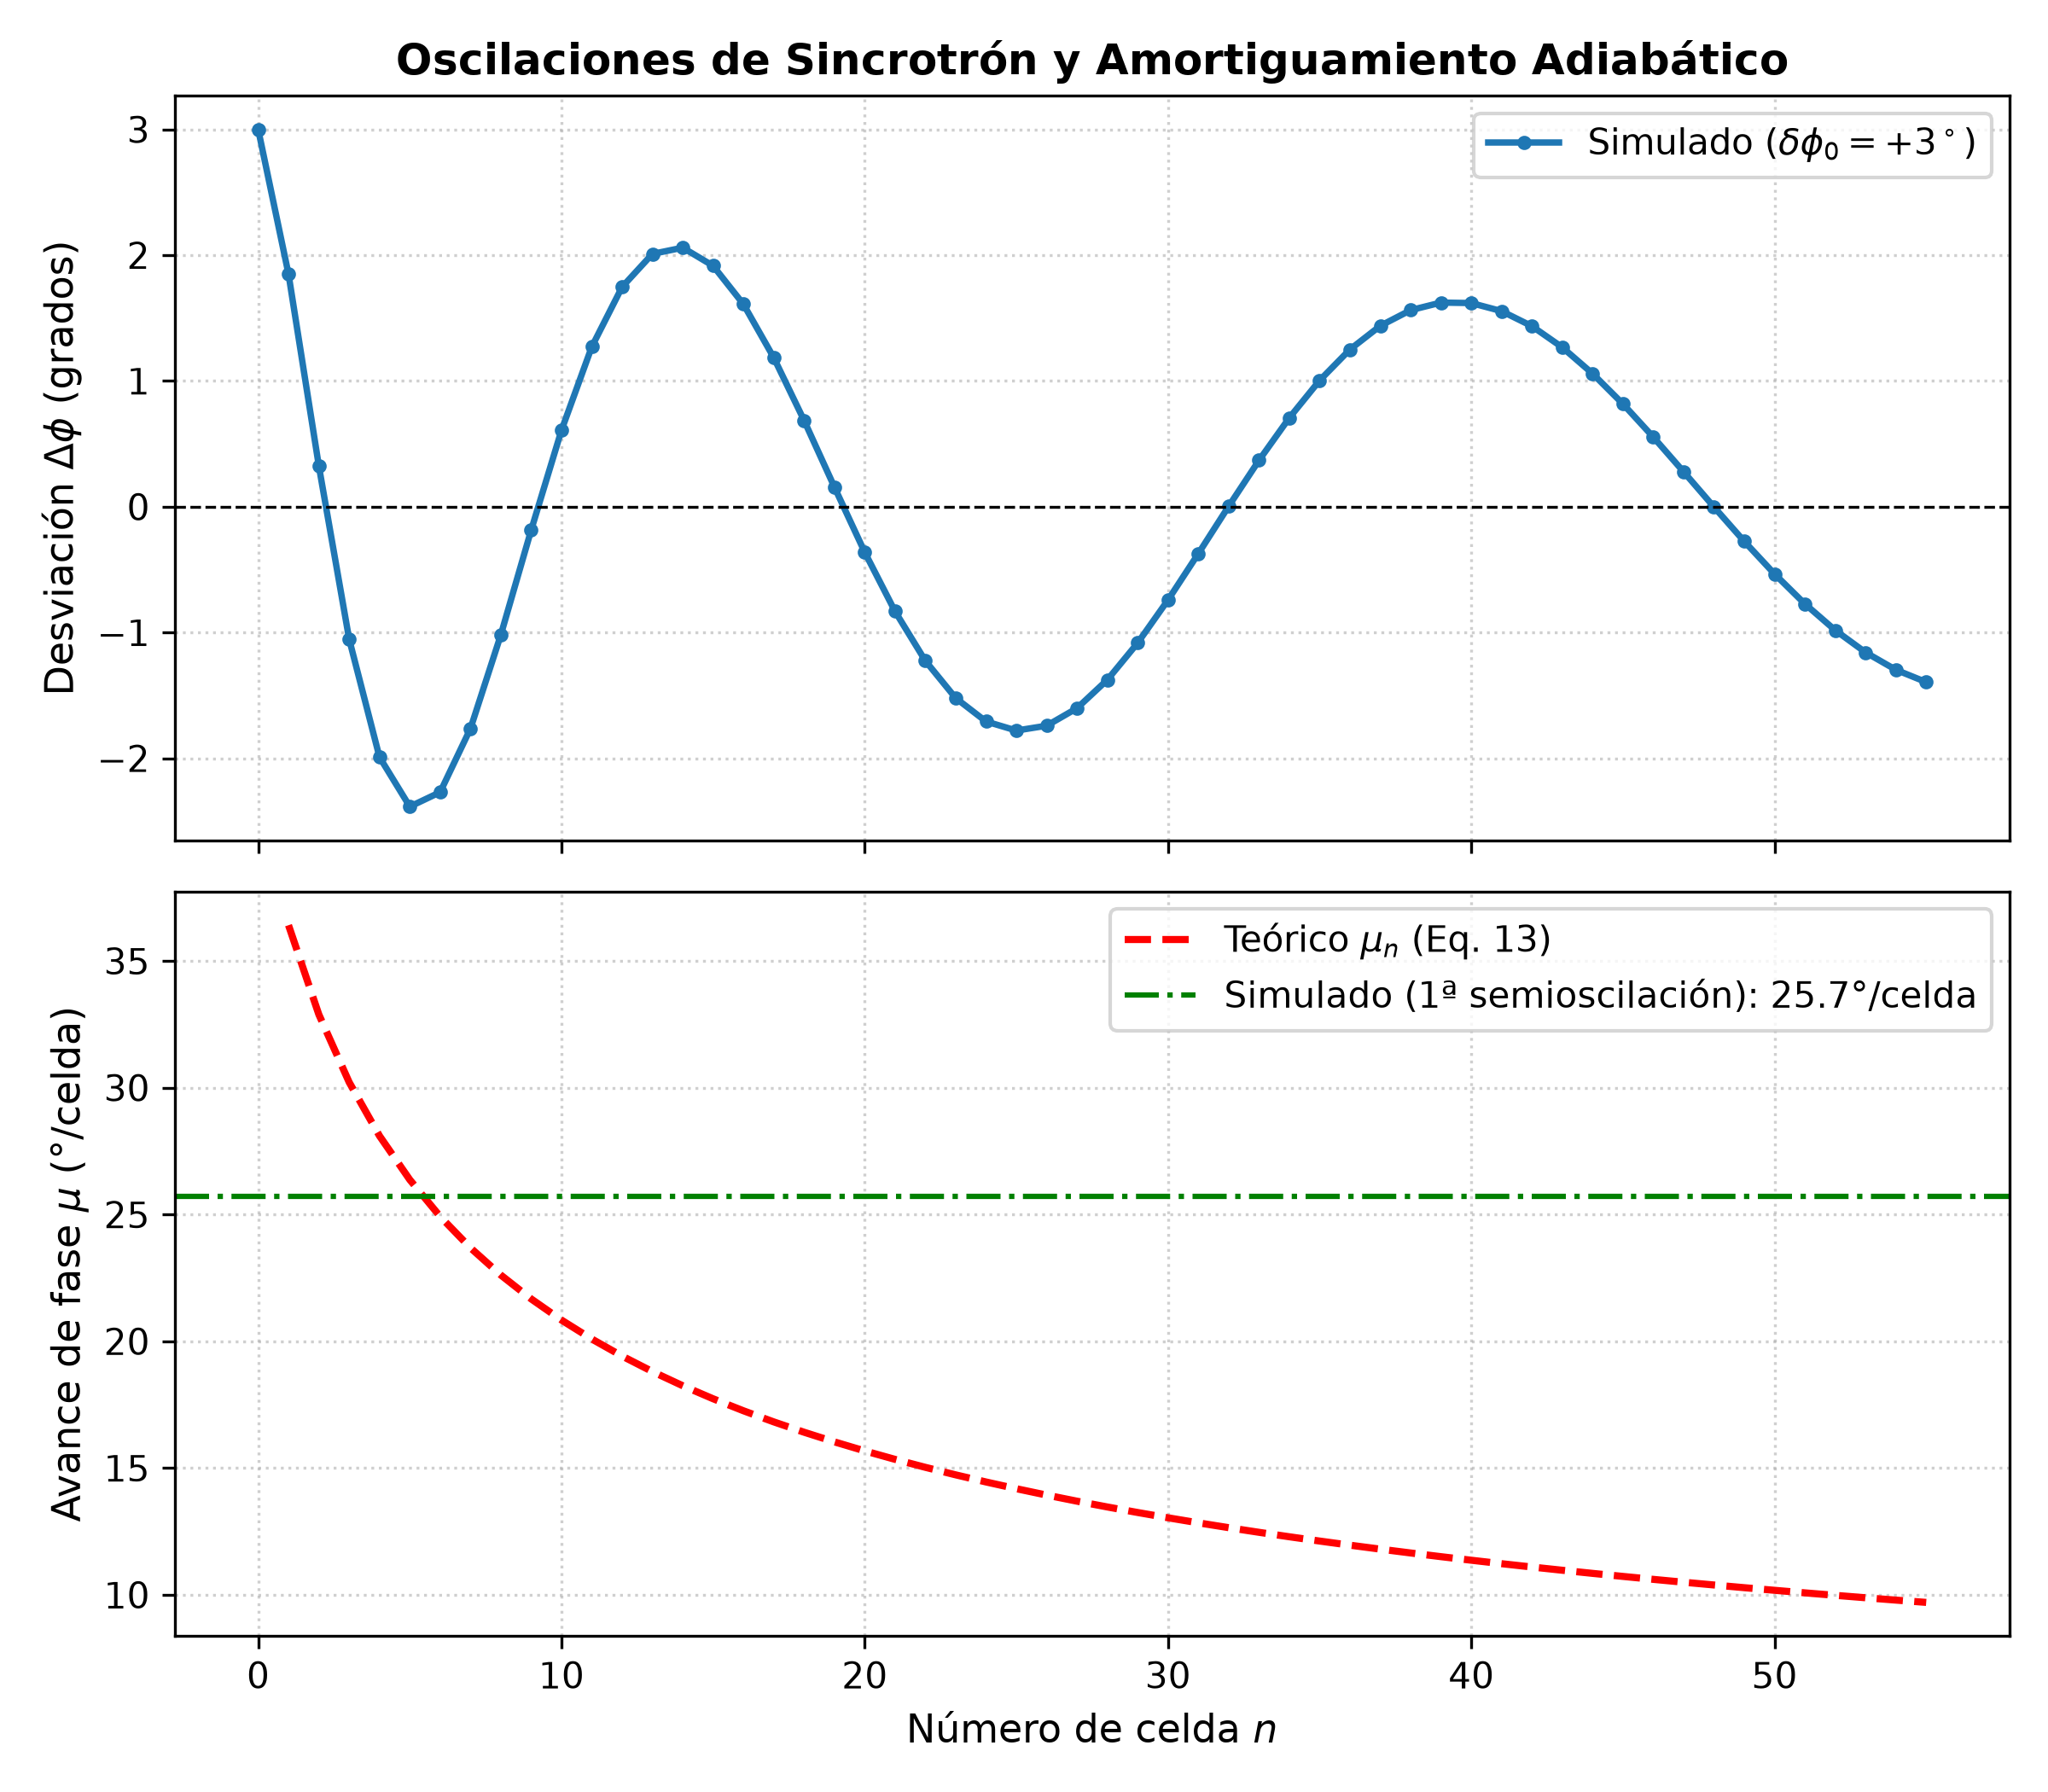 Oscilaciones de Sincrotrón y Amortiguamiento Adiabático
Desviación Δϕ (grados)
3
2
1
0
−1
−2
Simulado (δϕ₀ = +3°)
Avance de fase μ (°/celda)
35
30
25
20
15
10
Teórico μₙ (Eq. 13)
Simulado (1ª semioscilación): 25.7°/celda
0 10 20 30 40 50
Número de celda n